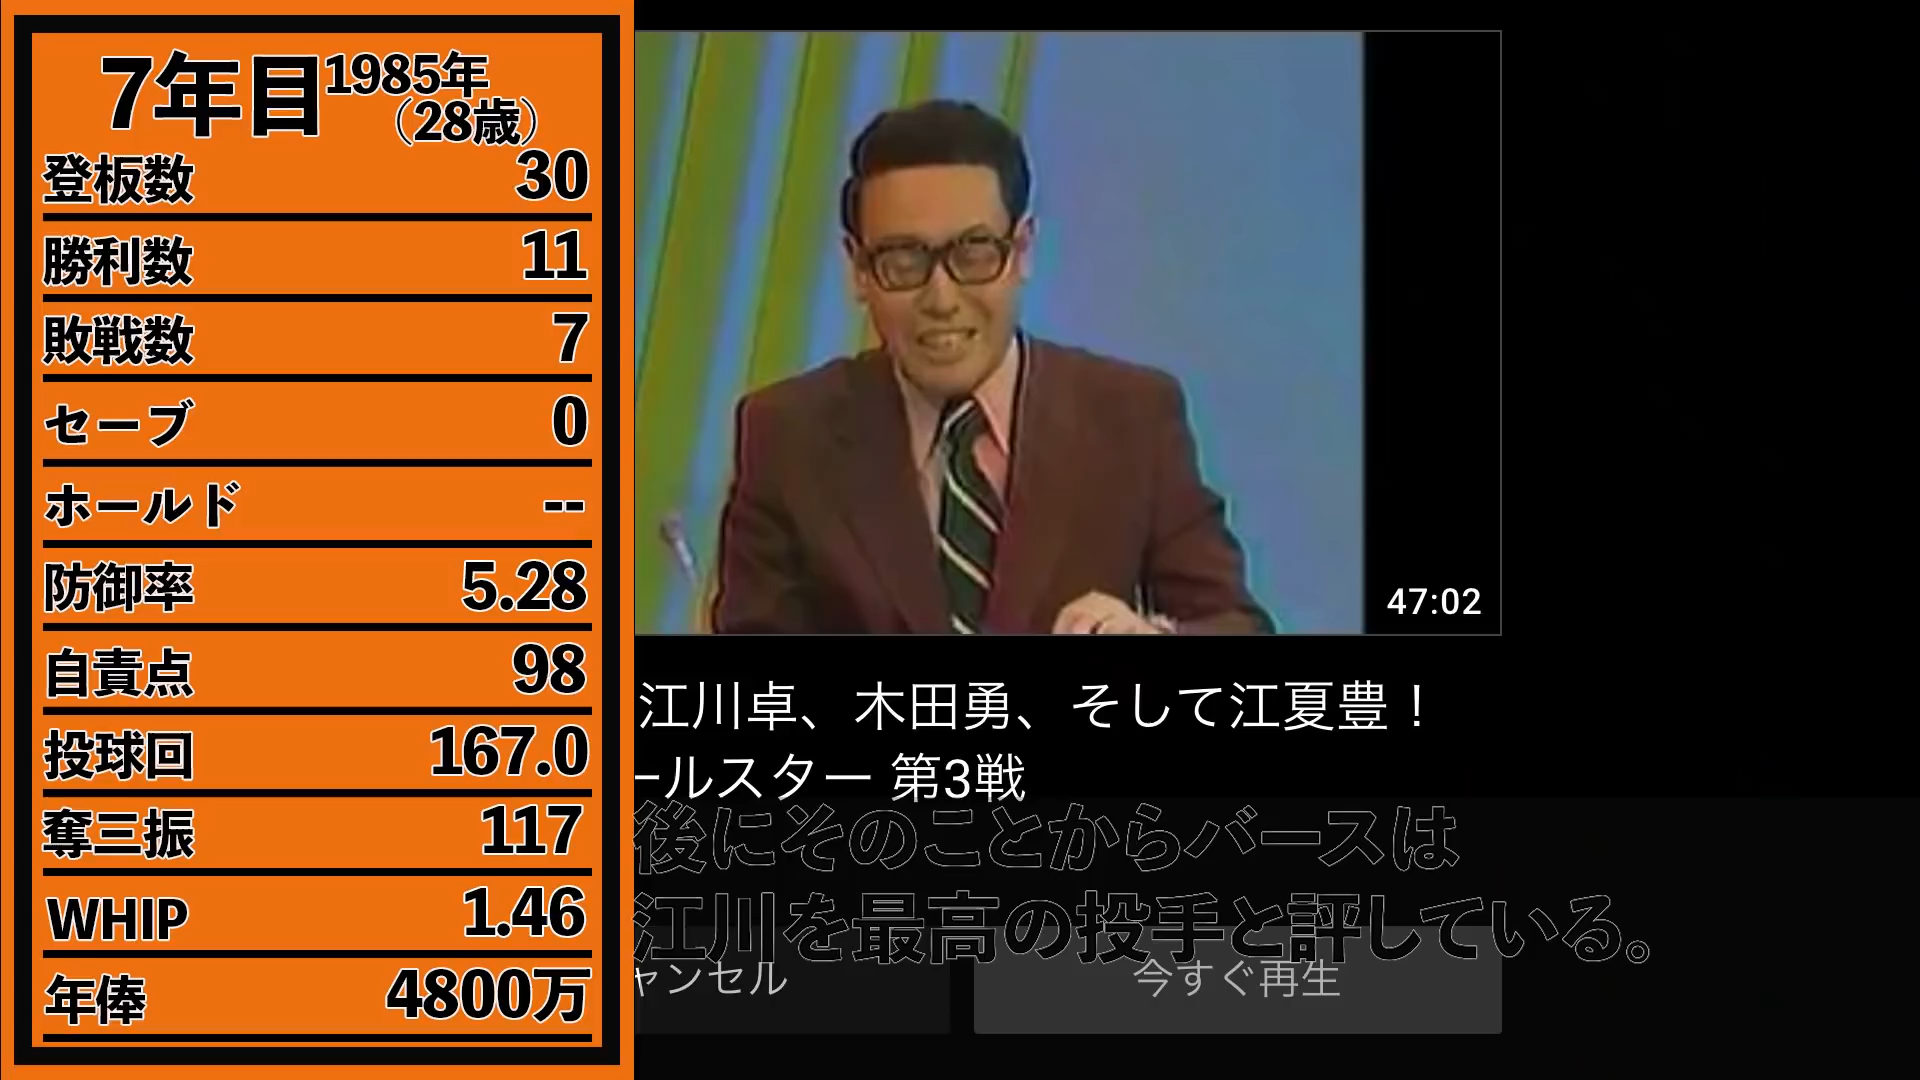 7年目
1985年
（28歳）
登板数 30
勝利数 11
敗戦数 7
セーブ 0
ホールド --
防御率 5.28
自責点 98
投球回 167.0
奪三振 117
WHIP 1.46
年俸 4800万
47:02
江川卓、木田勇、そして江夏豊！
ールスター 第3戦
後にそのことからバースは
江川を最高の投手と評している。
ャンセル
今すぐ再生